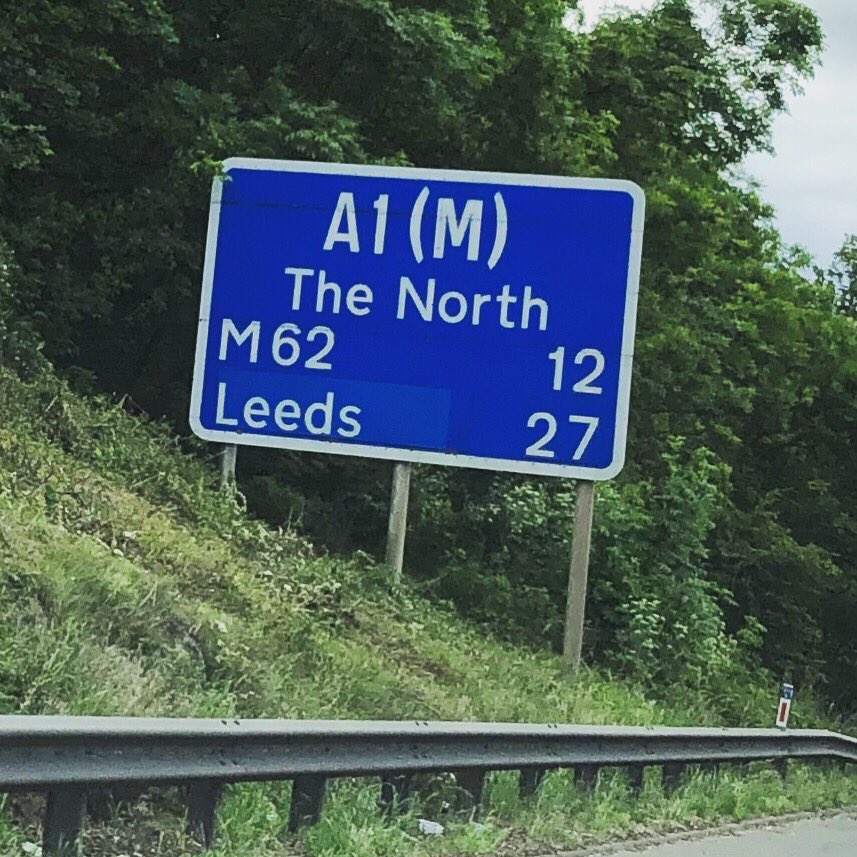 A1(M)
The North
M62 12
Leeds 27